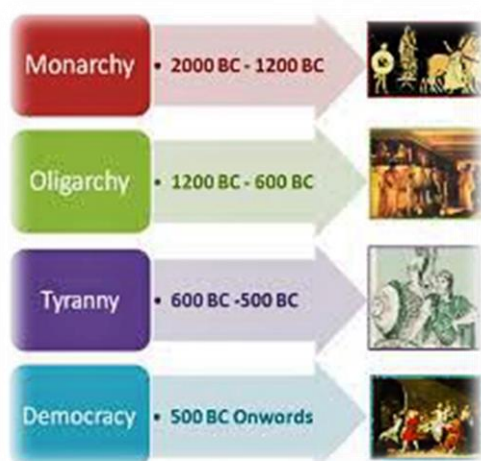 Monarchy • 2000 BC - 1200 BC
Oligarchy • 1200 BC - 600 BC
Tyranny • 600 BC -500 BC
Democracy • 500 BC Onwords